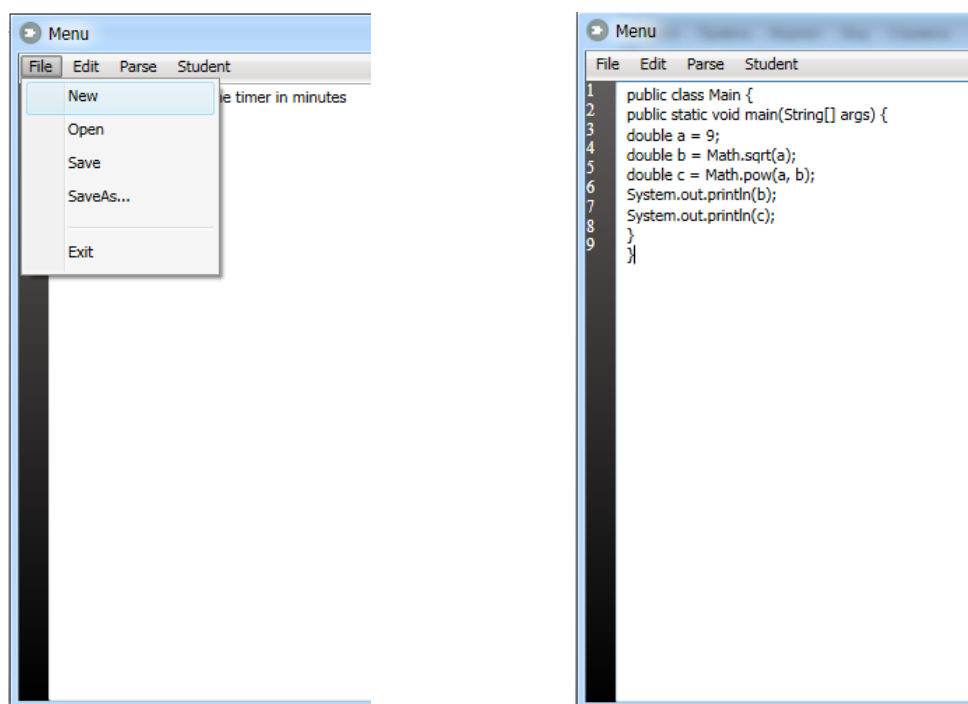 Menu
File Edit Parse Student
New
Open
Save
SaveAs...
Exit
timer in minutes
Menu
File Edit Parse Student
1 public class Main {
2 public static void main(String[] args) {
3 double a = 9;
4 double b = Math.sqrt(a);
5 double c = Math.pow(a, b);
6 System.out.println(b);
7 System.out.println(c);
8 }
9 }